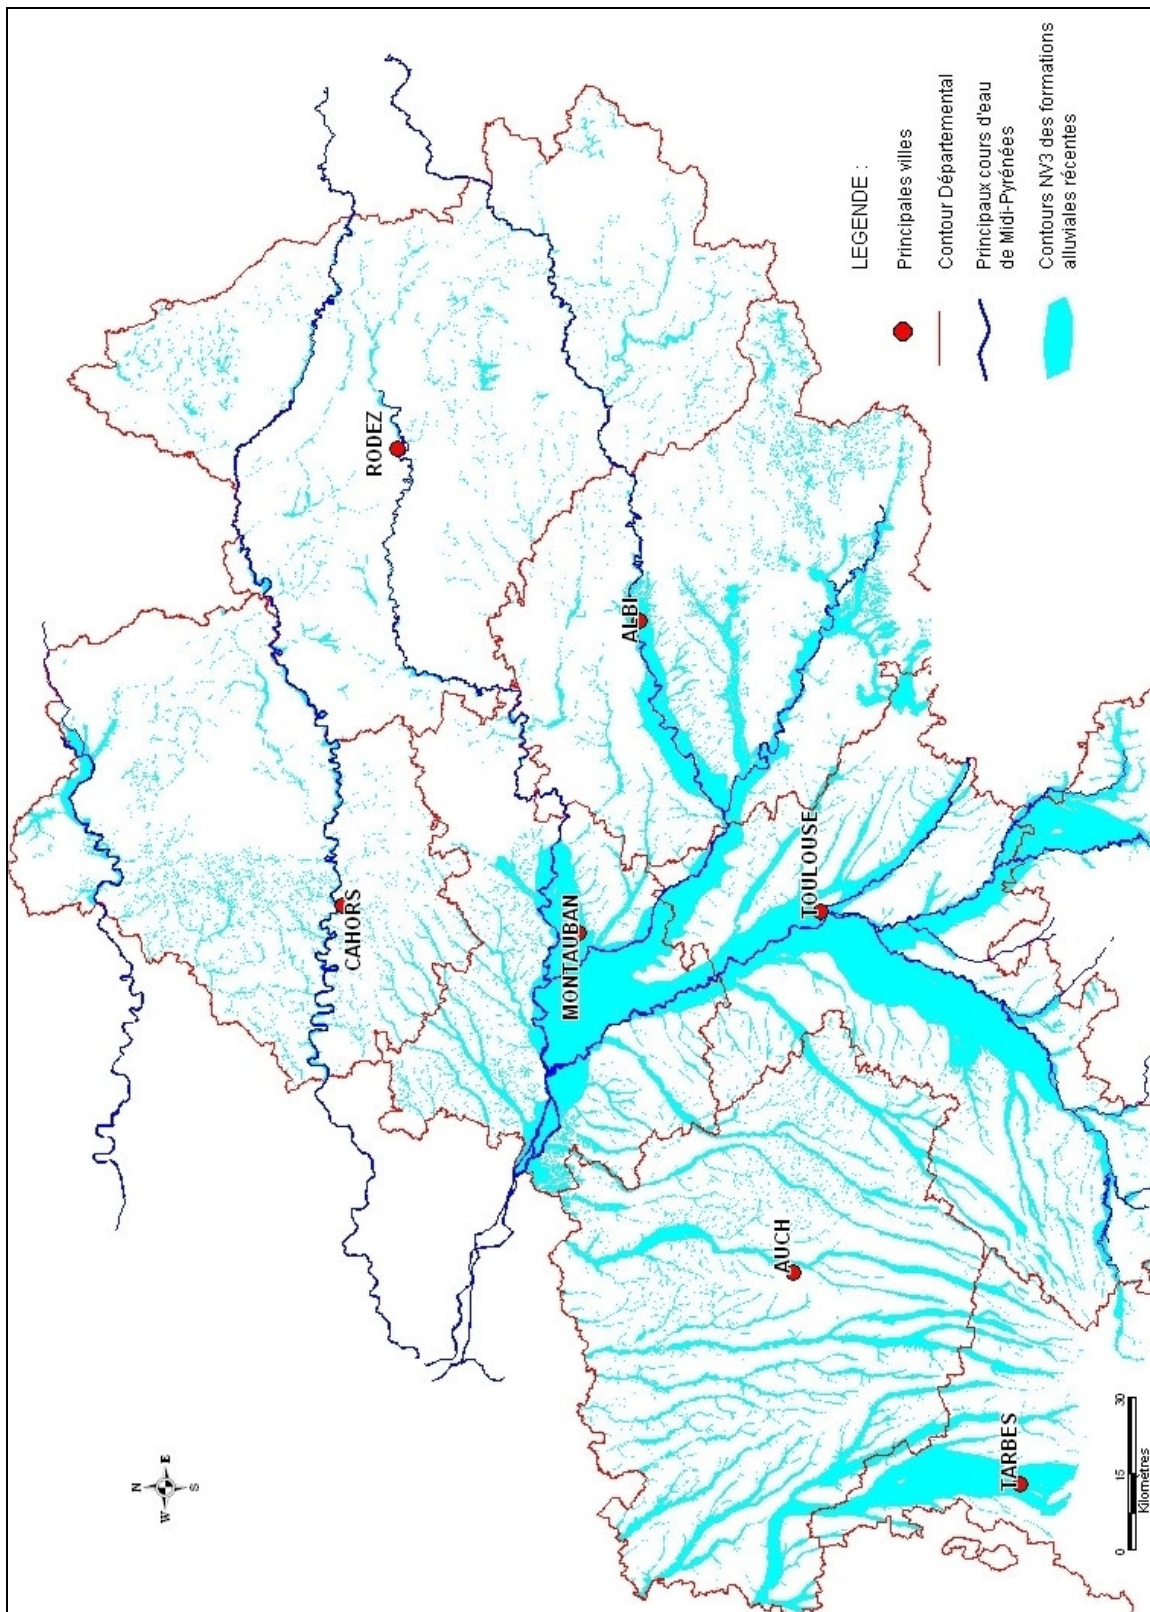 N
W
E
S
RODEZ
CAHORS
ALBI
MONTAUBAN
TOULOUSE
AUCH
TARBES
LEGENDE :
Principales villes
Contour Départemental
Principaux cours d'eau
de Midi-Pyrénées
Contours NV3 des formations
alluviales récentes
0 15 30
Kilomètres